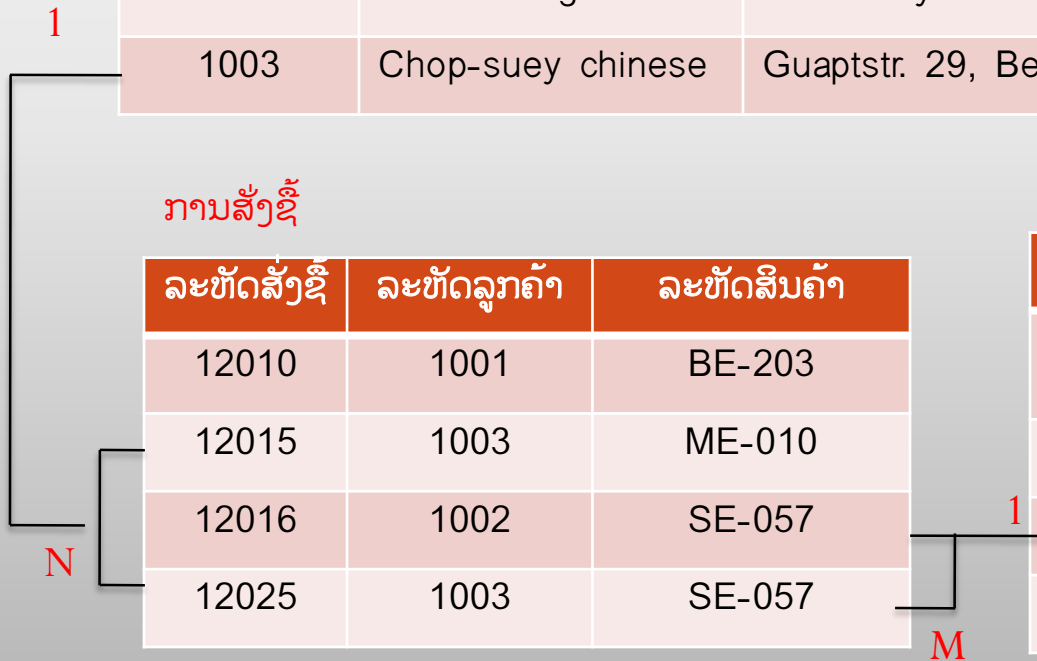 1
1003 Chop-suey chinese Guaptstr. 29, Be
ການສັ່ງຊື້
ລະຫັດສັ່ງຊື້ ລະຫັດລູກຄ້າ ລະຫັດສິນຄ້າ
12010 1001 BE-203
12015 1003 ME-010
12016 1002 SE-057
1
N
12025 1003 SE-057
M